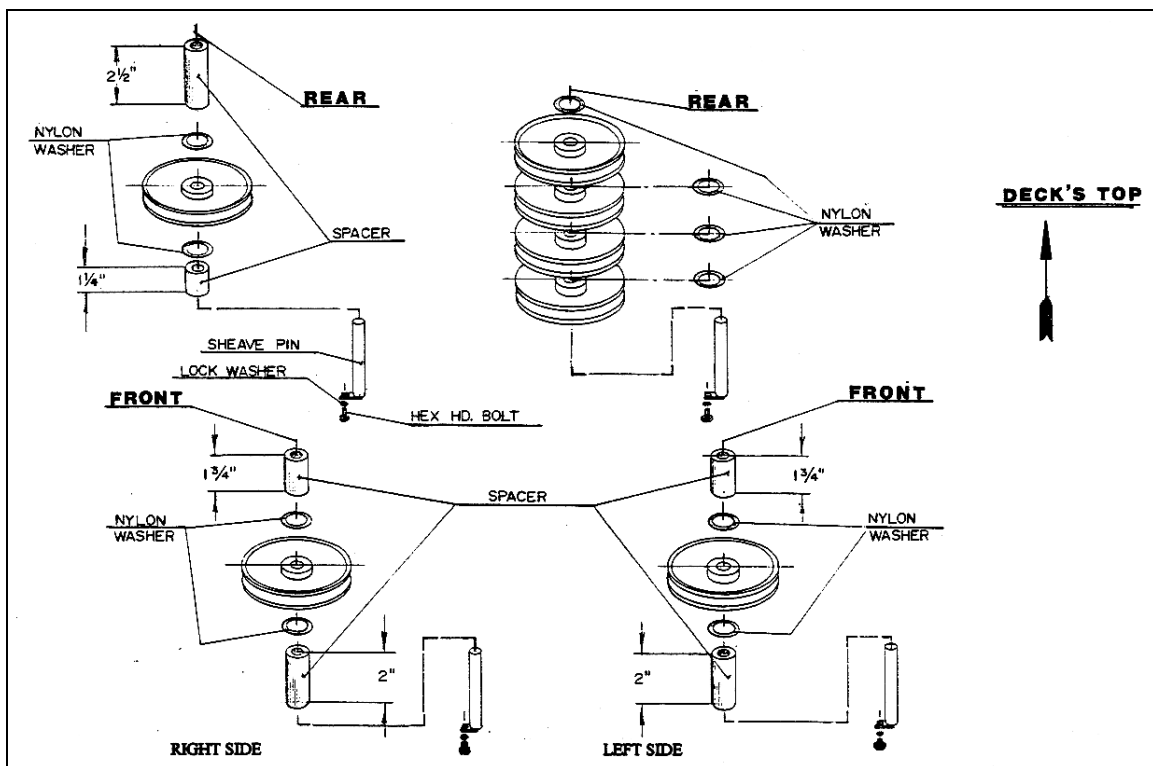 2½"
REAR
NYLON
WASHER
SPACER
1¼"
SHEAVE PIN
LOCK WASHER
HEX HD. BOLT
REAR
NYLON
WASHER
DECK'S TOP
FRONT
1¾"
NYLON
WASHER
SPACER
2"
RIGHT SIDE
FRONT
1¾"
NYLON
WASHER
2"
LEFT SIDE